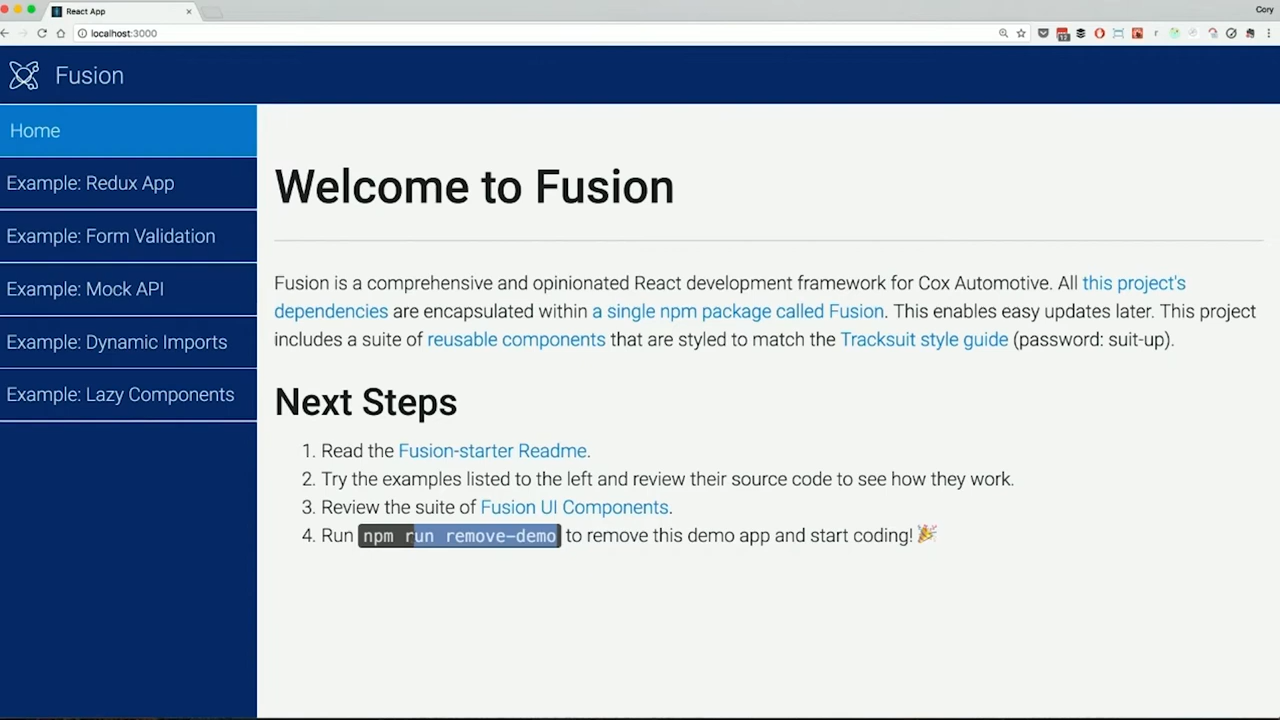 React App
Cory
localhost:3000
Fusion
Home
Example: Redux App
Example: Form Validation
Example: Mock API
Example: Dynamic Imports
Example: Lazy Components
Welcome to Fusion
Fusion is a comprehensive and opinionated React development framework for Cox Automotive. All this project's
dependencies are encapsulated within a single npm package called Fusion. This enables easy updates later. This project
includes a suite of reusable components that are styled to match the Tracksuit style guide (password: suit-up).
Next Steps
1. Read the Fusion-starter Readme.
2. Try the examples listed to the left and review their source code to see how they work.
3. Review the suite of Fusion UI Components.
4. Run npm run remove-demo to remove this demo app and start coding! 🎉